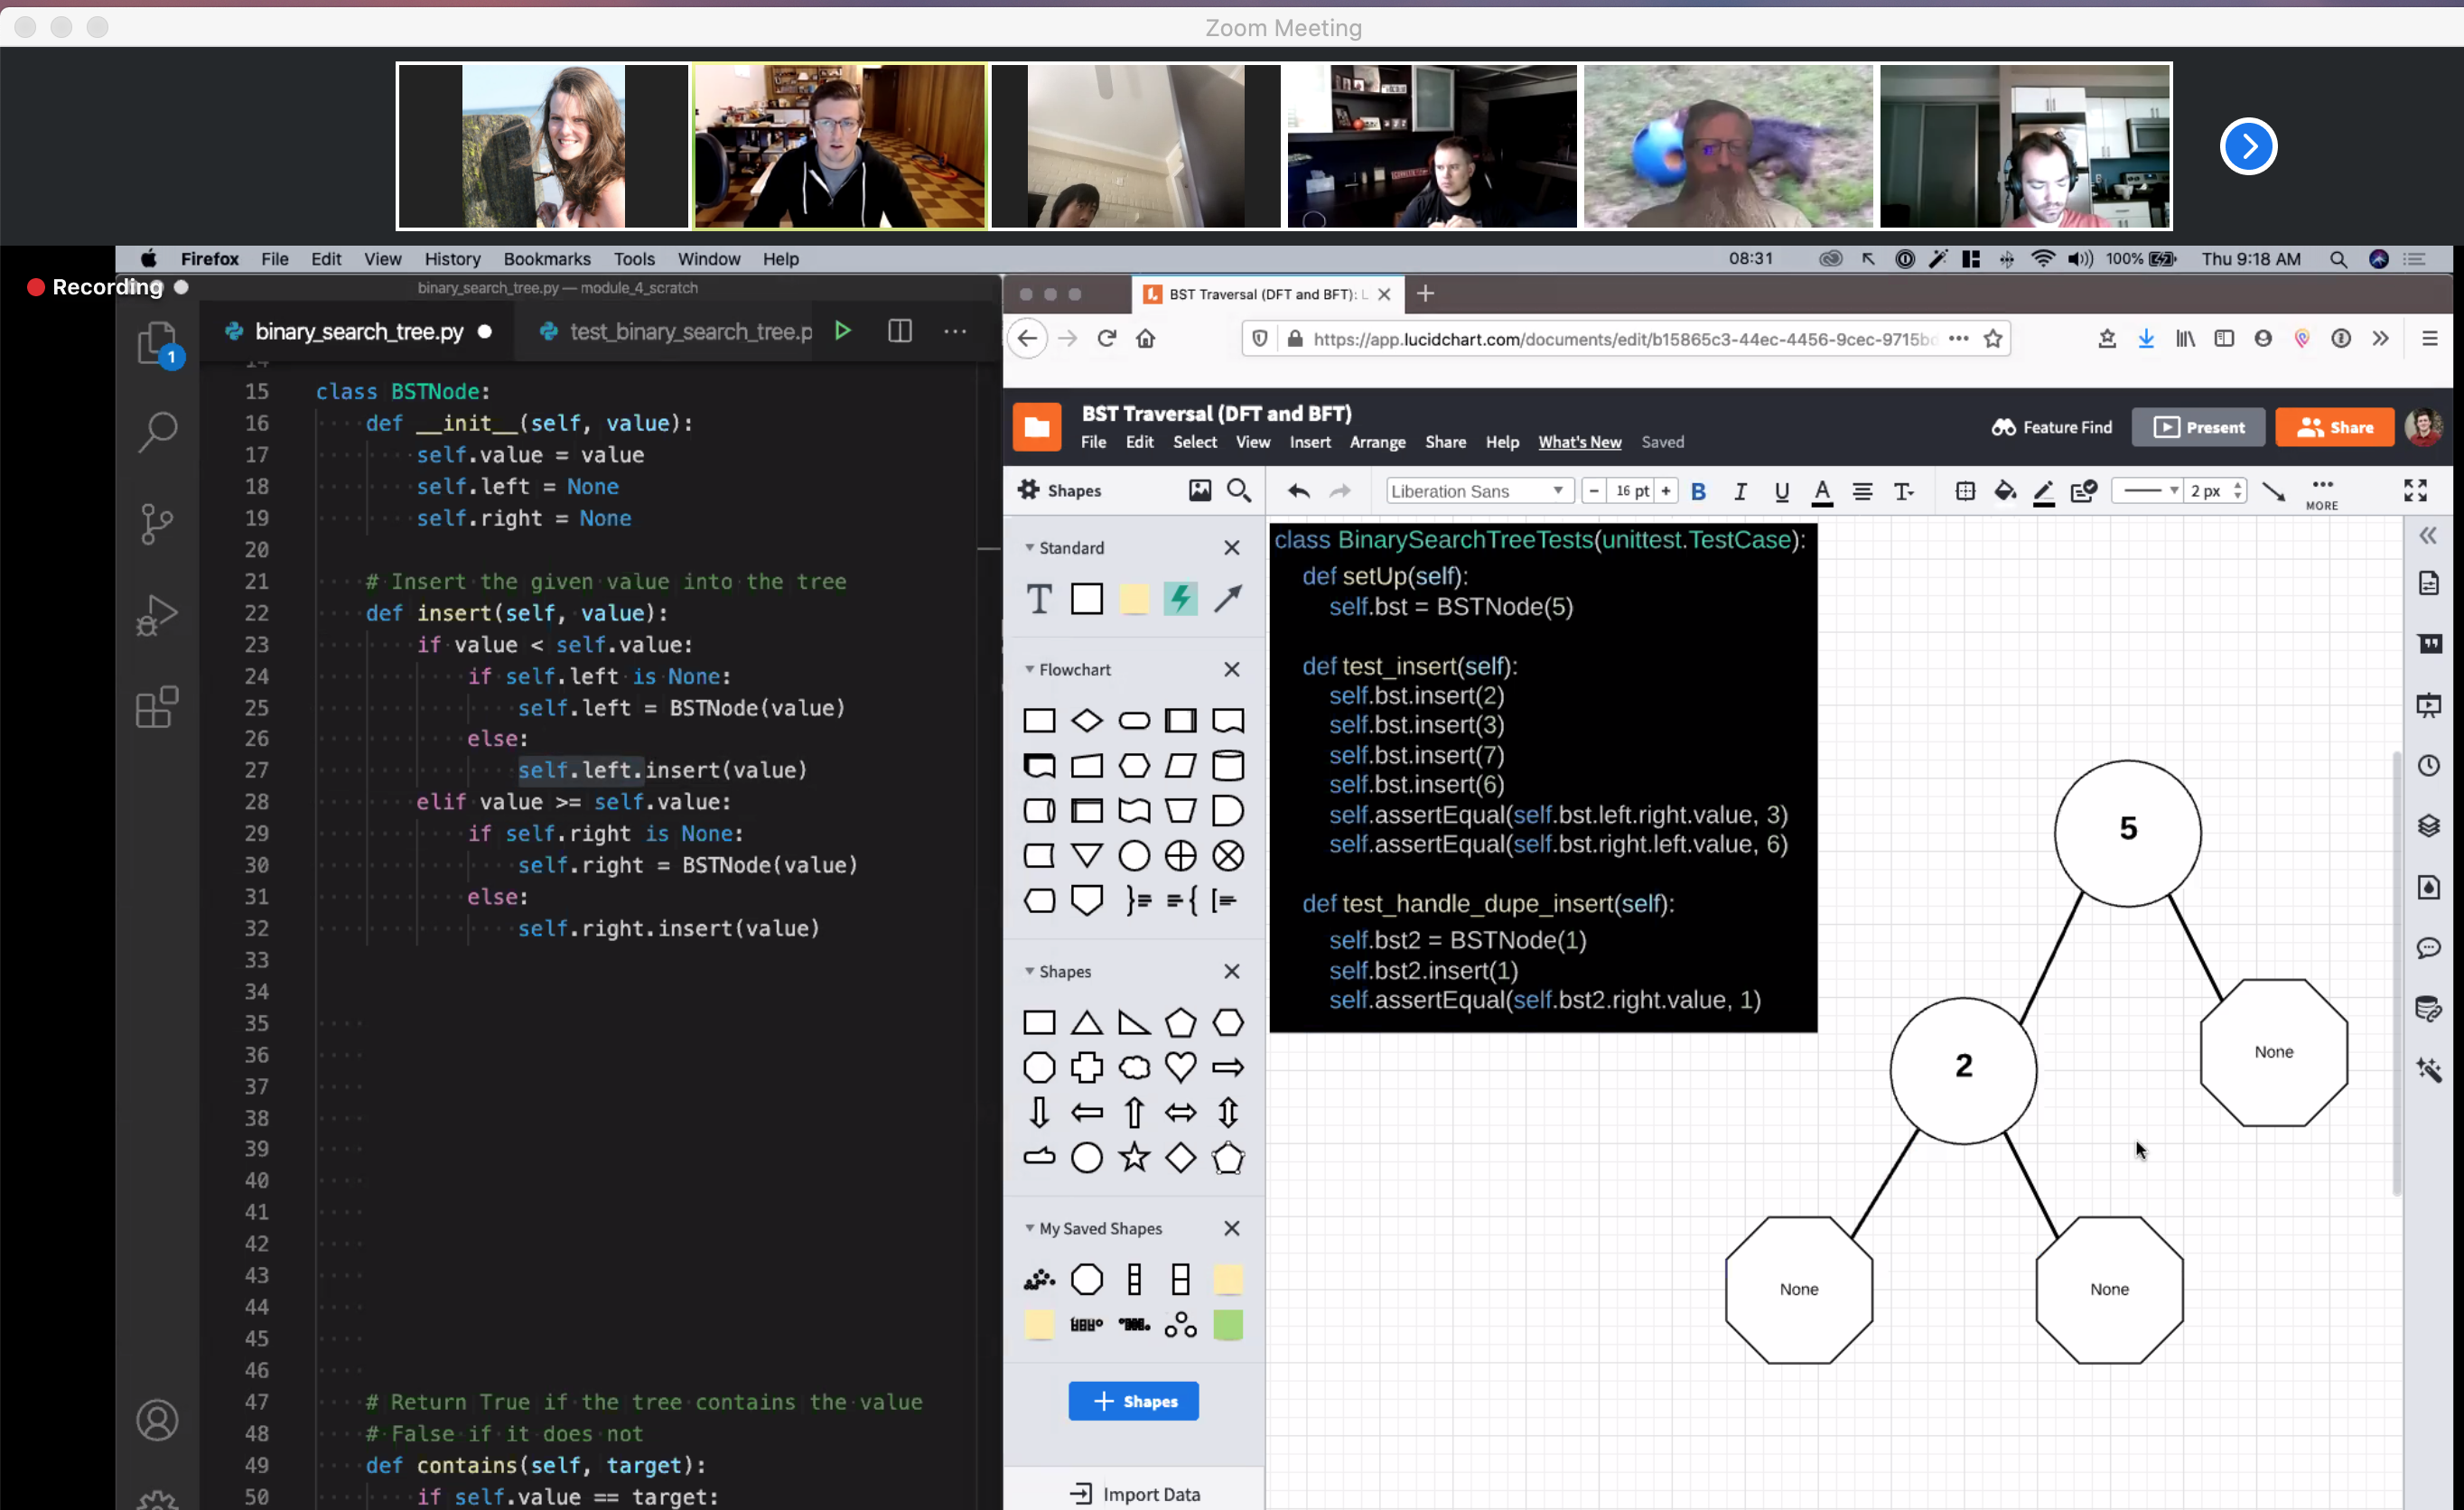 Zoom Meeting
Firefox File Edit View History Bookmarks Tools Window Help
08:31 100% Thu 9:18 AM
Recording
binary_search_tree.py — module_4_scratch
binary_search_tree.py test_binary_search_tree.p
1
14
15 class BSTNode:
16 def __init__(self, value):
17 self.value = value
18 self.left = None
19 self.right = None
20
21 # Insert the given value into the tree
22 def insert(self, value):
23 if value < self.value:
24 if self.left is None:
25 self.left = BSTNode(value)
26 else:
27 self.left.insert(value)
28 elif value >= self.value:
29 if self.right is None:
30 self.right = BSTNode(value)
31 else:
32 self.right.insert(value)
33
34
35
36
37
38
39
40
41
42
43
44
45
46
47 # Return True if the tree contains the value
48 # False if it does not
49 def contains(self, target):
50 if self.value == target:
BST Traversal (DFT and BFT): L
https://app.lucidchart.com/documents/edit/b15865c3-44ec-4456-9cec-9715b
BST Traversal (DFT and BFT)
File Edit Select View Insert Arrange Share Help What's New Saved
Feature Find Present Share
Shapes
Liberation Sans 16 pt B I U A T 2 px MORE
Standard
T
Flowchart
Shapes
My Saved Shapes
Shapes
Import Data
class BinarySearchTreeTests(unittest.TestCase):
def setUp(self):
self.bst = BSTNode(5)
def test_insert(self):
self.bst.insert(2)
self.bst.insert(3)
self.bst.insert(7)
self.bst.insert(6)
self.assertEqual(self.bst.left.right.value, 3)
self.assertEqual(self.bst.right.left.value, 6)
def test_handle_dupe_insert(self):
self.bst2 = BSTNode(1)
self.bst2.insert(1)
self.assertEqual(self.bst2.right.value, 1)
5
2
None
None
None